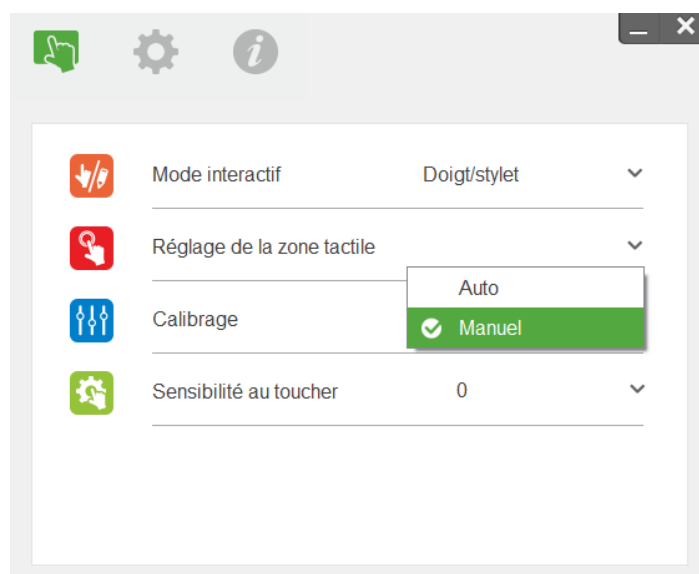 Mode interactif Doigt/stylet
Réglage de la zone tactile
Auto
Calibrage
Manuel
Sensibilité au toucher 0